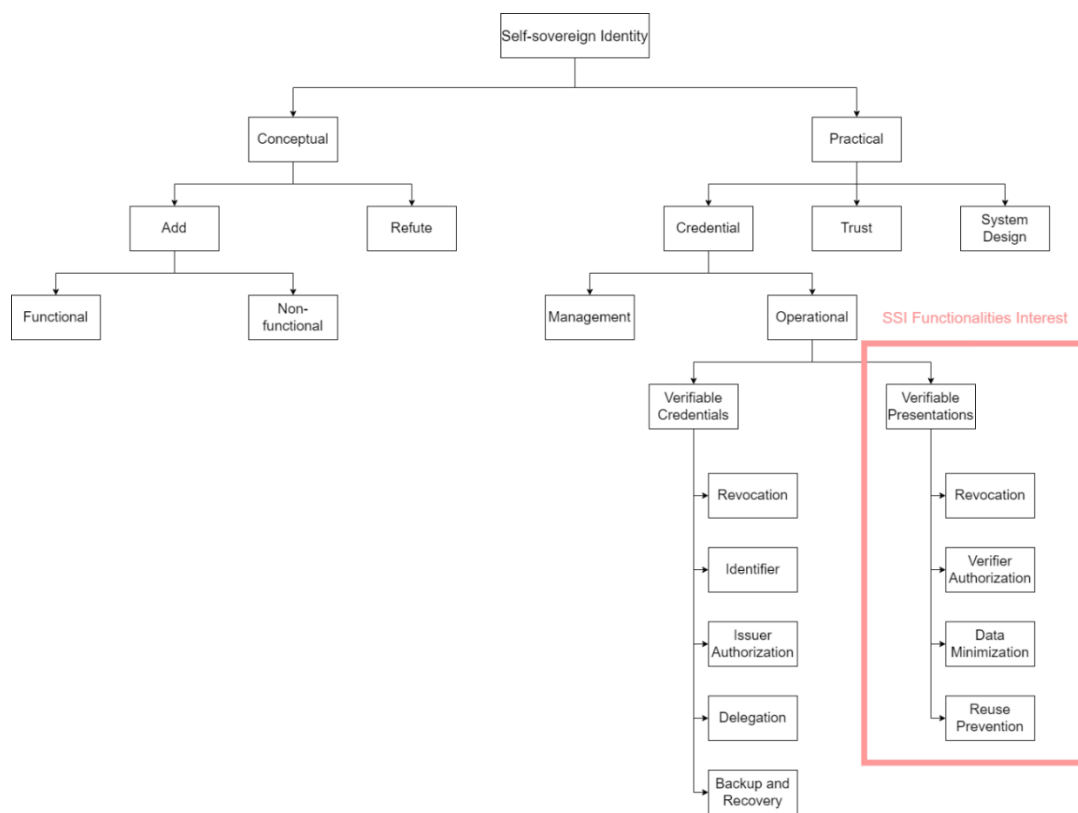 Self-sovereign Identity
Conceptual
Practical
Add
Refute
Credential
Trust
System
Design
Functional
Non-
functional
Management
Operational
SSI Functionalities Interest
Verifiable
Credentials
Verifiable
Presentations
Revocation
Revocation
Identifier
Verifier
Authorization
Issuer
Authorization
Data
Minimization
Delegation
Reuse
Prevention
Backup and
Recovery